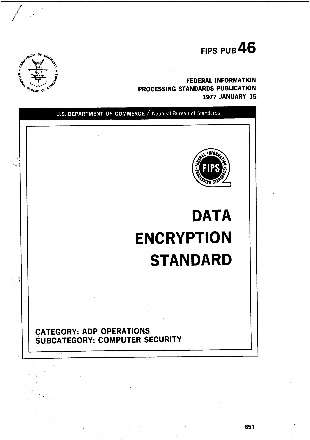 FIPS PUB 46
FEDERAL INFORMATION
PROCESSING STANDARDS PUBLICATION
1977 JANUARY 15
U.S. DEPARTMENT OF COMMERCE / National Bureau of Standards
FIPS
DATA
ENCRYPTION
STANDARD
CATEGORY: ADP OPERATIONS
SUBCATEGORY: COMPUTER SECURITY
651